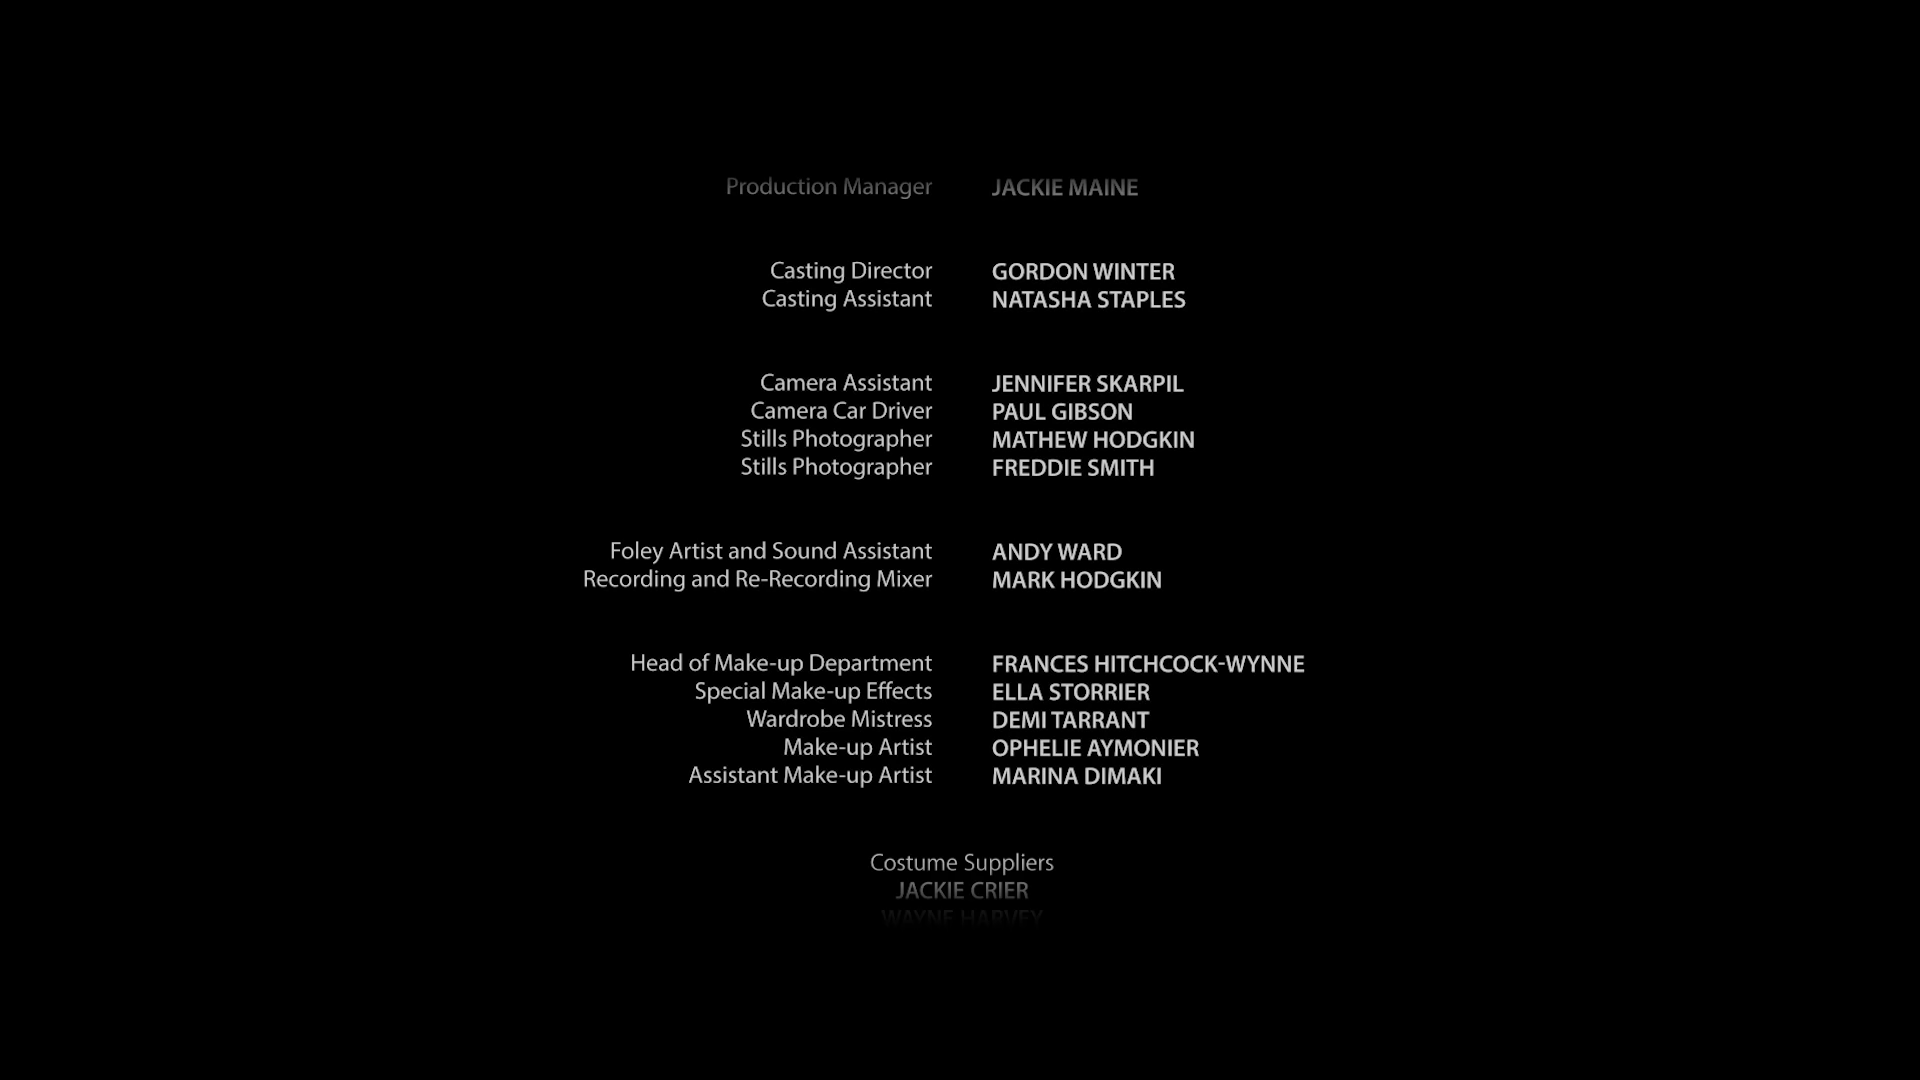 Production Manager JACKIE MAINE
Casting Director GORDON WINTER
Casting Assistant NATASHA STAPLES
Camera Assistant JENNIFER SKARPIL
Camera Car Driver PAUL GIBSON
Stills Photographer MATHEW HODGKIN
Stills Photographer FREDDIE SMITH
Foley Artist and Sound Assistant ANDY WARD
Recording and Re-Recording Mixer MARK HODGKIN
Head of Make-up Department FRANCES HITCHCOCK-WYNNE
Special Make-up Effects ELLA STORRIER
Wardrobe Mistress DEMI TARRANT
Make-up Artist OPHELIE AYMONIER
Assistant Make-up Artist MARINA DIMAKI
Costume Suppliers
JACKIE CRIER
WAYNE HARVEY